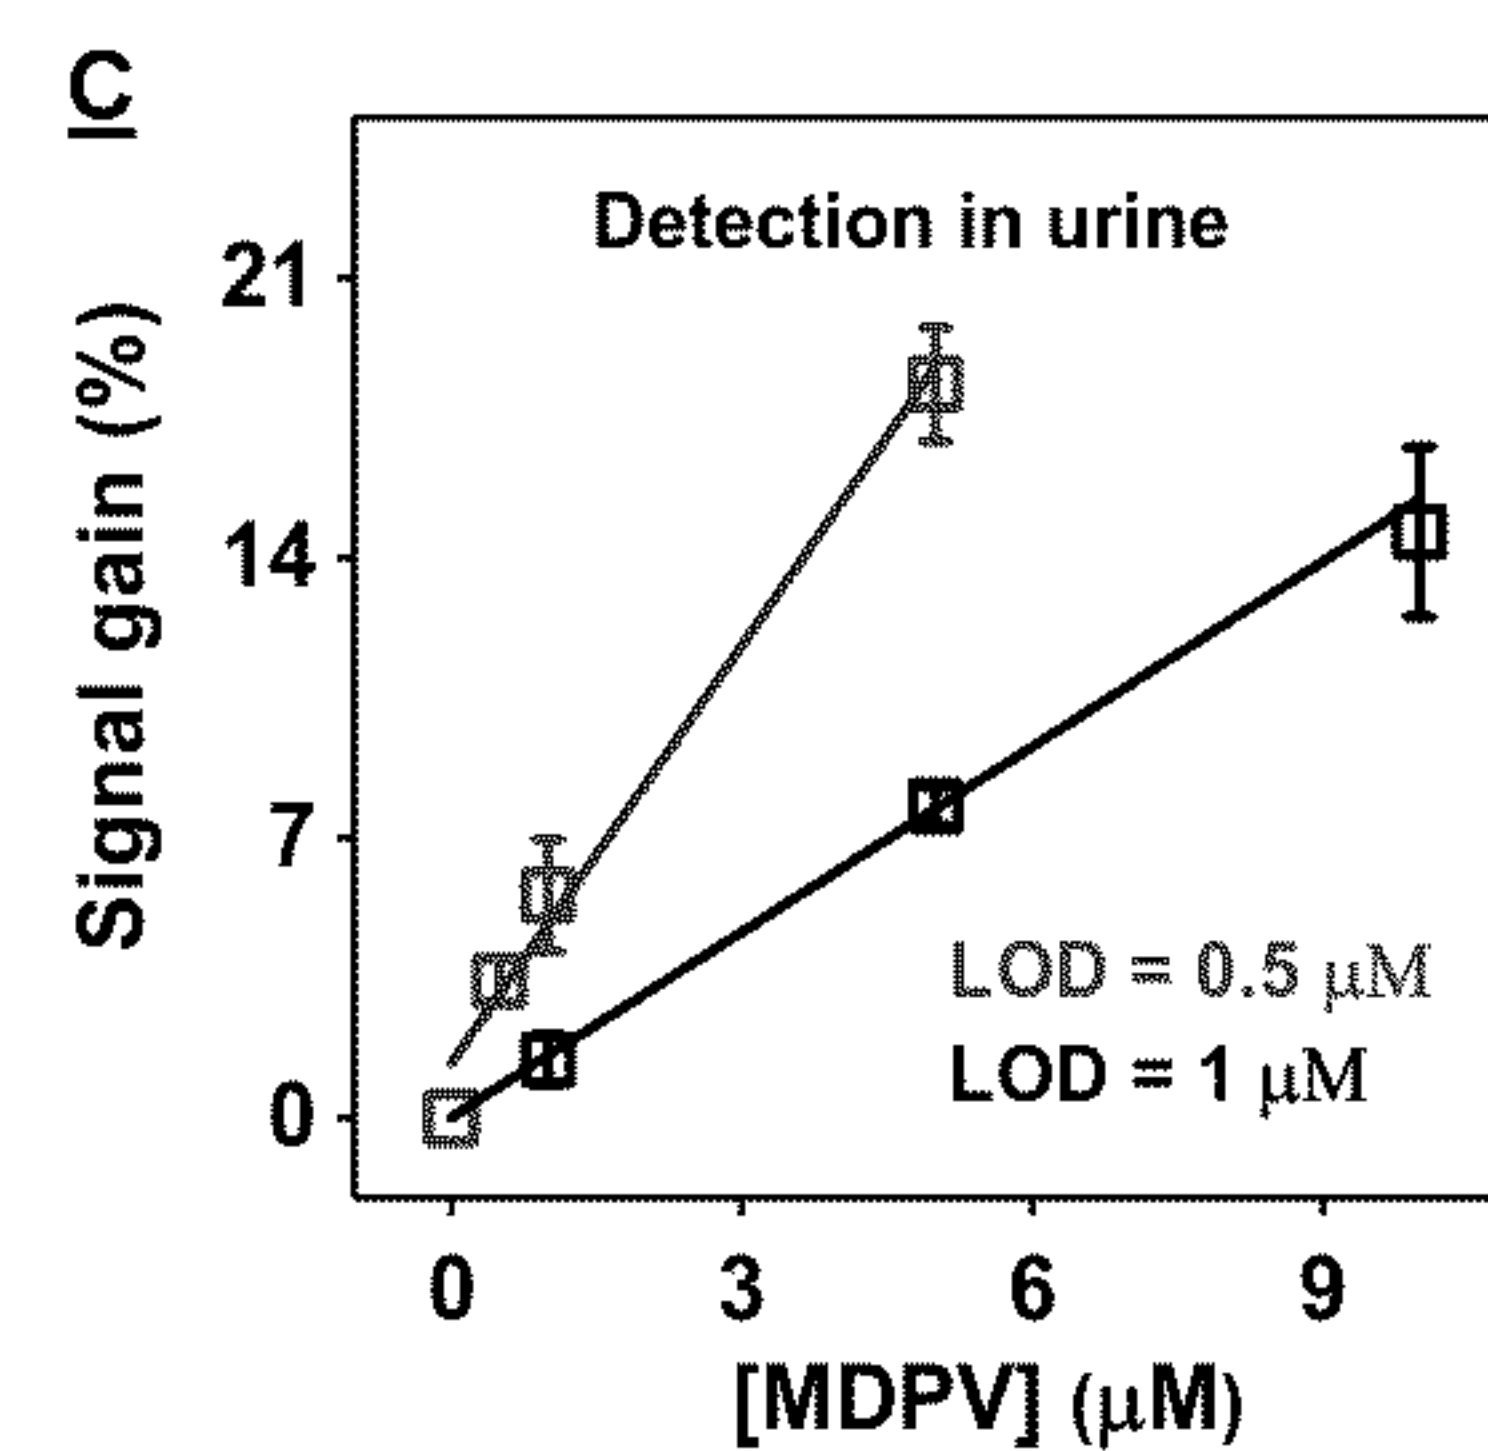 C
Detection in urine
21
14
7
0
Signal gain (%)
LOD = 0.5 μM
LOD = 1 μM
0 3 6 9
[MDPV] (μM)